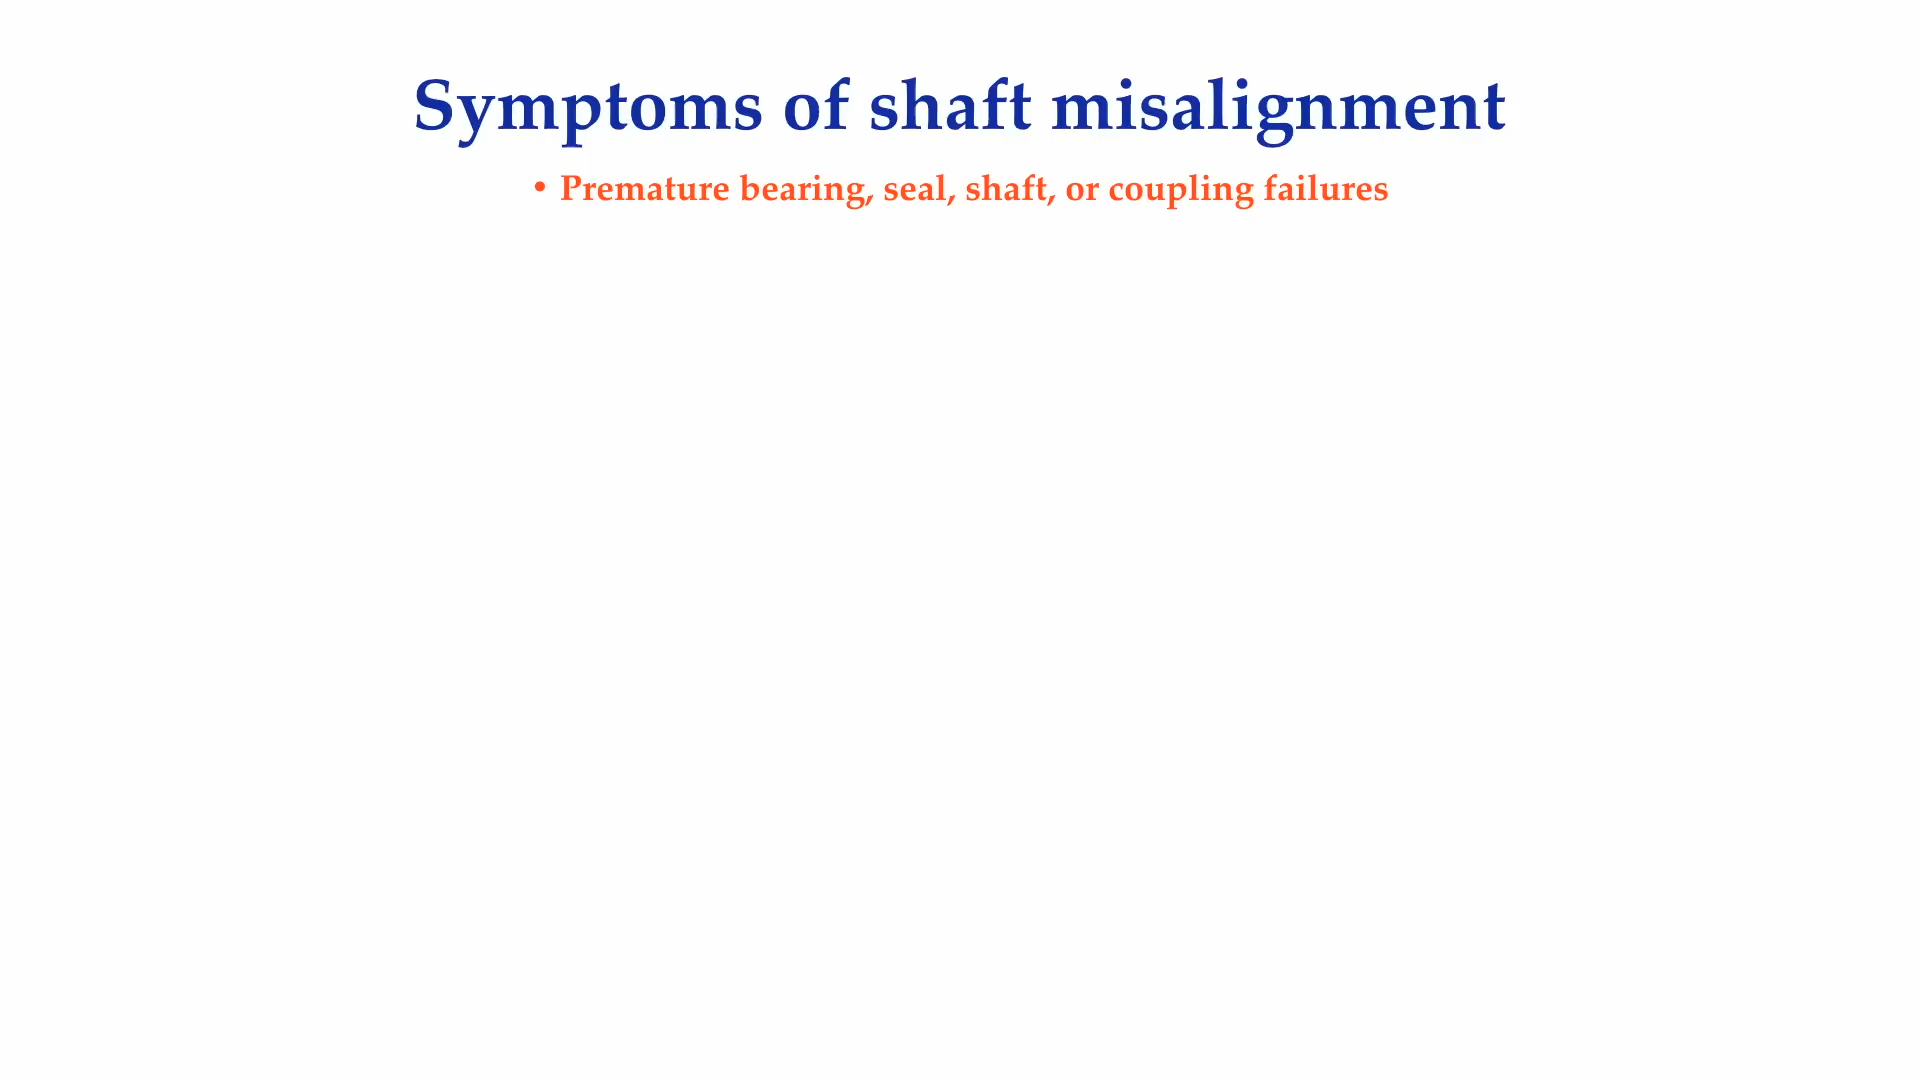 Symptoms of shaft misalignment
• Premature bearing, seal, shaft, or coupling failures